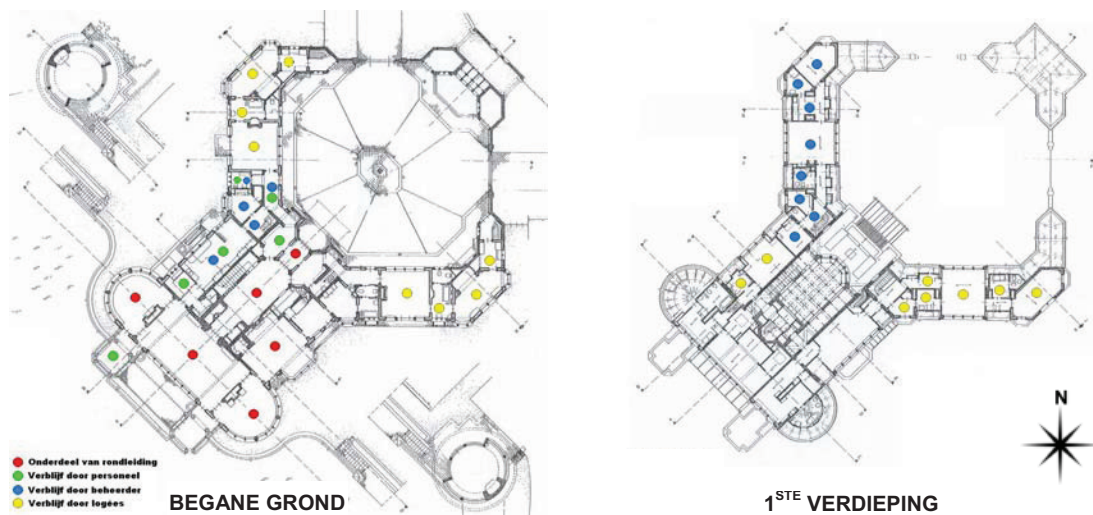 Onderdeel van rondleiding
Verblijf door personeel
Verblijf door beheerder
Verblijf door logées
BEGANE GROND
1STE VERDIEPING
N